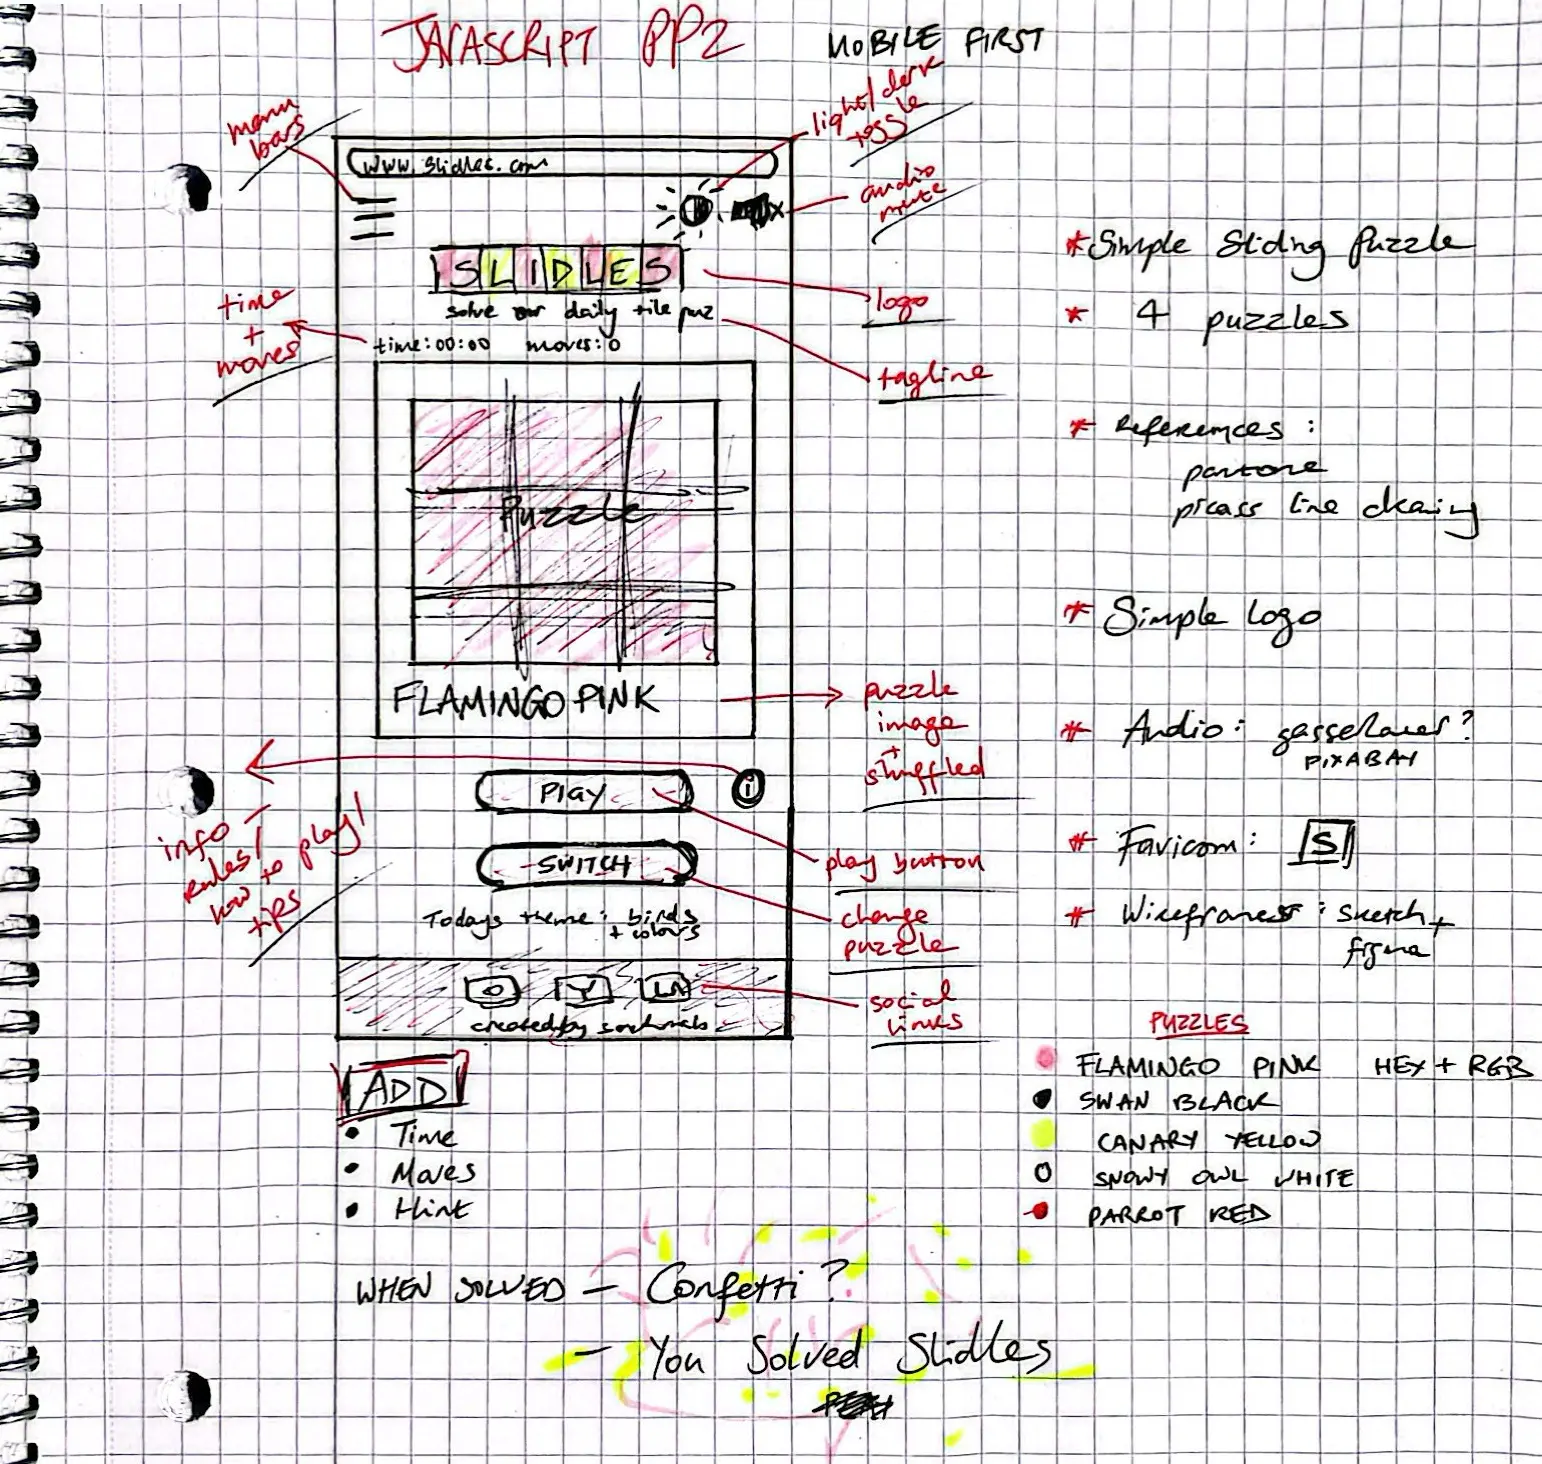 JAVASCRIPT PP2
MOBILE FIRST
menu
bars
light/dark
toggle
www.slidles.com
audio
mute
SLIDLES
logo
solve our daily tile puz
tagline
time
+
moves
time:00:00 moves:0
Puzzle
FLAMINGO PINK
puzzle
image
+
shuffled
PLAY
i
play button
info –
rules/
how to play/
tips
SWITCH
change
puzzle
Todays theme: birds
+ colours
social
links
created by
* Simple Sliding Puzzle
* 4 puzzles
* References:
pantone
picass line
* Simple logo
* Audio:
PIXABAY
* Favicon: S
* Wireframes: sketch +
figma
PUZZLES
FLAMINGO PINK HEX + RGB
SWAN BLACK
CANARY YELLOW
SNOWY OWL WHITE
PARROT RED
ADD
• Time
• Moves
• Hint
WHEN SOLVED – Confetti?
– You Solved Slidles